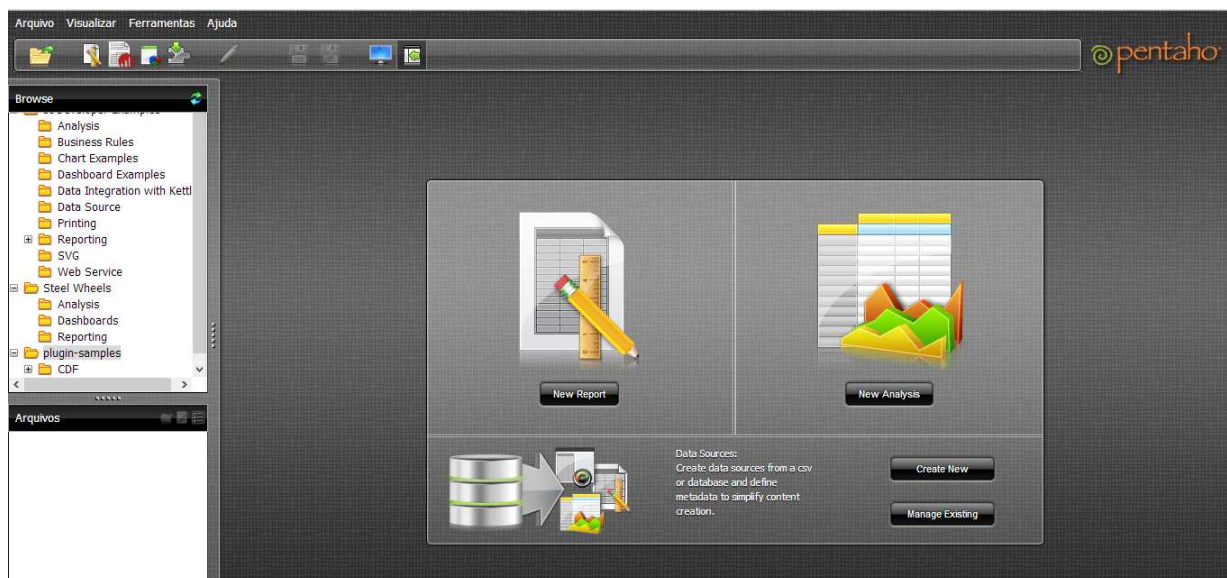 Arquivo Visualizar Ferramentas Ajuda
pentaho
Browse
Analysis
Business Rules
Chart Examples
Dashboard Examples
Data Integration with Kettl
Data Source
Printing
Reporting
SVG
Web Service
Steel Wheels
Analysis
Dashboards
Reporting
plugin-samples
CDF
Arquivos
New Report
New Analysis
Data Sources:
Create data sources from a csv
or database and define
metadata to simplify content
creation.
Create New
Manage Existing